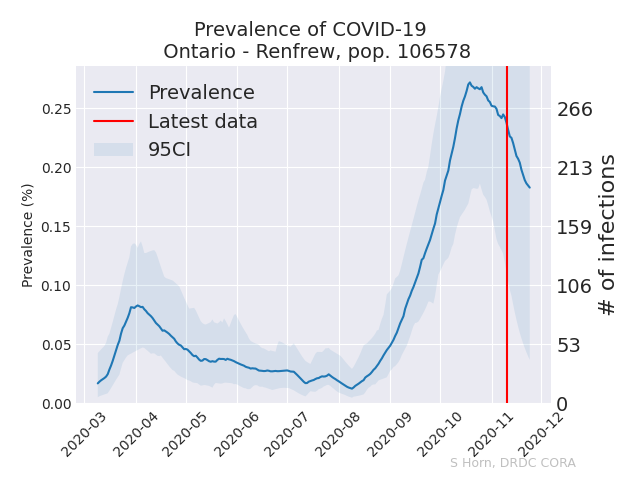 Prevalence of COVID-19
Ontario - Renfrew, pop. 106578
Prevalence
Latest data
95CI
Prevalence (%)
0.25
0.20
0.15
0.10
0.05
0.00
# of infections
266
213
159
106
53
0
2020-03
2020-04
2020-05
2020-06
2020-07
2020-08
2020-09
2020-10
2020-11
2020-12
S Horn, DRDC CORA